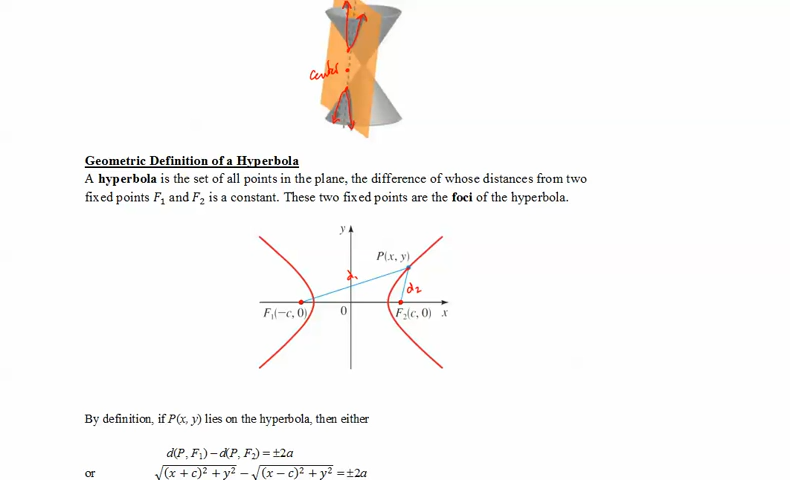 center
Geometric Definition of a Hyperbola
A hyperbola is the set of all points in the plane, the difference of whose distances from two
fixed points F₁ and F₂ is a constant. These two fixed points are the foci of the hyperbola.
y
P(x, y)
d₁
d₂
F₁(−c, 0)
0
F₂(c, 0)
x
By definition, if P(x, y) lies on the hyperbola, then either
d(P, F₁) − d(P, F₂) = ±2a
or √((x + c)² + y²) − √((x − c)² + y²) = ±2a